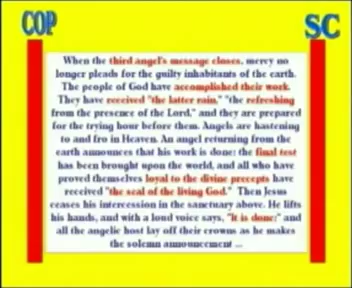 COP
SC
When the third angel's message closes, mercy no
longer pleads for the guilty inhabitants of the earth.
The people of God have accomplished their work.
They have received "the latter rain," "the refreshing
from the presence of the Lord," and they are prepared
for the trying hour before them. Angels are hastening
to and fro in Heaven. An angel returning from the
earth announces that his work is done; the final test
has been brought upon the world, and all who have
proved themselves loyal to the divine precepts have
received "the seal of the living God." Then Jesus
ceases his intercession in the sanctuary above. He lifts
his hands, and with a loud voice says, "It is done;" and
all the angelic host lay off their crowns as he makes
the solemn announcement ...